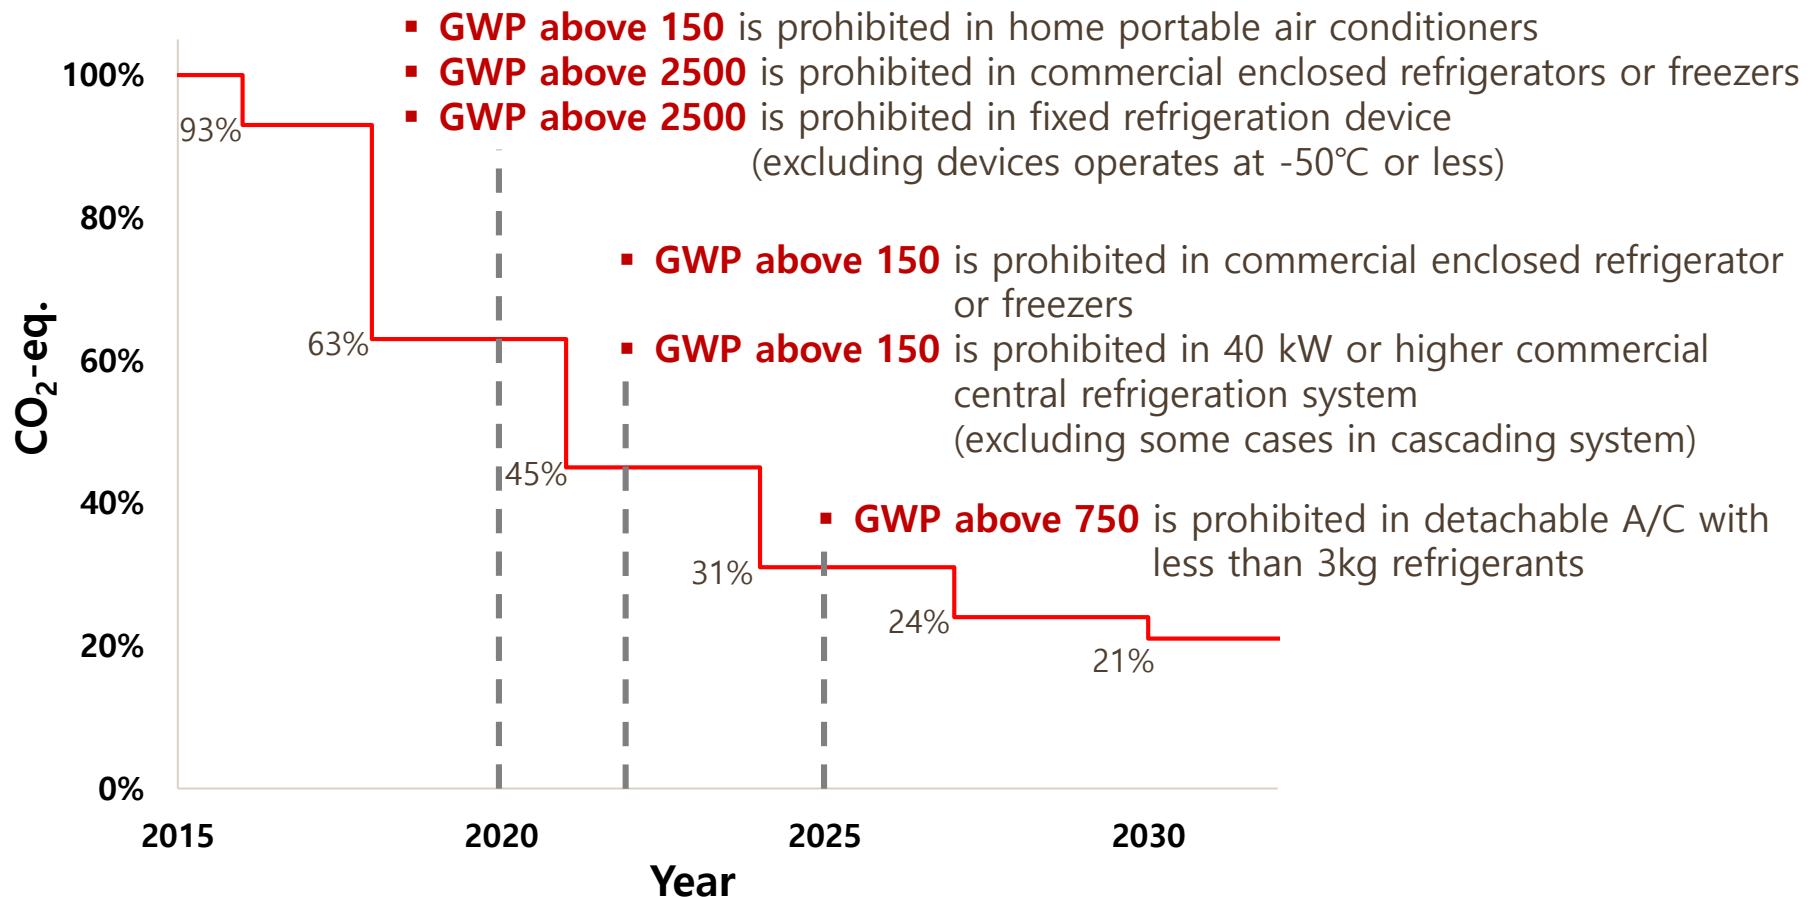 ▪ GWP above 150 is prohibited in home portable air conditioners
▪ GWP above 2500 is prohibited in commercial enclosed refrigerators or freezers
▪ GWP above 2500 is prohibited in fixed refrigeration device
(excluding devices operates at -50℃ or less)
▪ GWP above 150 is prohibited in commercial enclosed refrigerator
or freezers
▪ GWP above 150 is prohibited in 40 kW or higher commercial
central refrigeration system
(excluding some cases in cascading system)
▪ GWP above 750 is prohibited in detachable A/C with
less than 3kg refrigerants
CO₂-eq.
100%
80%
60%
40%
20%
0%
93%
63%
45%
31%
24%
21%
2015
2020
2025
2030
Year